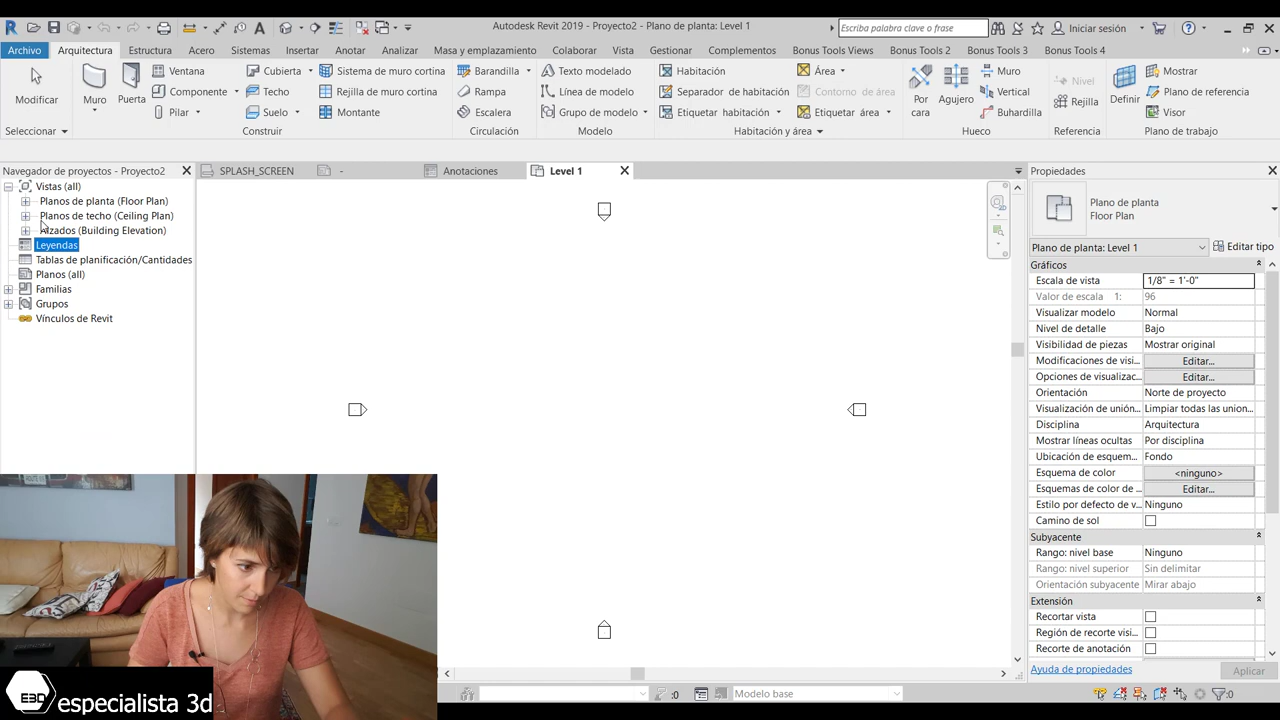 Autodesk Revit 2019 - Proyecto2 - Plano de planta: Level 1
Escriba palabra clave o frase
Iniciar sesión
Archivo Arquitectura Estructura Acero Sistemas Insertar Anotar Analizar Masa y emplazamiento Colaborar Vista Gestionar Complementos Bonus Tools Views Bonus Tools 2 Bonus Tools 3 Bonus Tools 4
Modificar
Muro
Puerta
Ventana
Componente
Pilar
Cubierta
Techo
Suelo
Sistema de muro cortina
Rejilla de muro cortina
Montante
Barandilla
Rampa
Escalera
Texto modelado
Línea de modelo
Grupo de modelo
Habitación
Separador de habitación
Etiquetar habitación
Área
Contorno de área
Etiquetar área
Por cara
Agujero
Muro
Vertical
Buhardilla
Nivel
Rejilla
Definir
Mostrar
Plano de referencia
Visor
Seleccionar Construir Circulación Modelo Habitación y área Hueco Referencia Plano de trabajo
Navegador de proyectos - Proyecto2
Vistas (all)
Planos de planta (Floor Plan)
Planos de techo (Ceiling Plan)
Alzados (Building Elevation)
Leyendas
Tablas de planificación/Cantidades
Planos (all)
Familias
Grupos
Vínculos de Revit
SPLASH_SCREEN - Anotaciones Level 1
Propiedades
Plano de planta
Floor Plan
Plano de planta: Level 1 Editar tipo
Gráficos
Escala de vista 1/8" = 1'-0"
Valor de escala 1: 96
Visualizar modelo Normal
Nivel de detalle Bajo
Visibilidad de piezas Mostrar original
Modificaciones de visi... Editar...
Opciones de visualizac... Editar...
Orientación Norte de proyecto
Visualización de unión... Limpiar todas las union...
Disciplina Arquitectura
Mostrar líneas ocultas Por disciplina
Ubicación de esquem... Fondo
Esquema de color <ninguno>
Esquemas de color de ... Editar...
Estilo por defecto de v... Ninguno
Camino de sol
Subyacente
Rango: nivel base Ninguno
Rango: nivel superior Sin delimitar
Orientación subyacente Mirar abajo
Extensión
Recortar vista
Región de recorte visi...
Recorte de anotación
Ayuda de propiedades Aplicar
:0 Modelo base :0
E3D especialista 3d